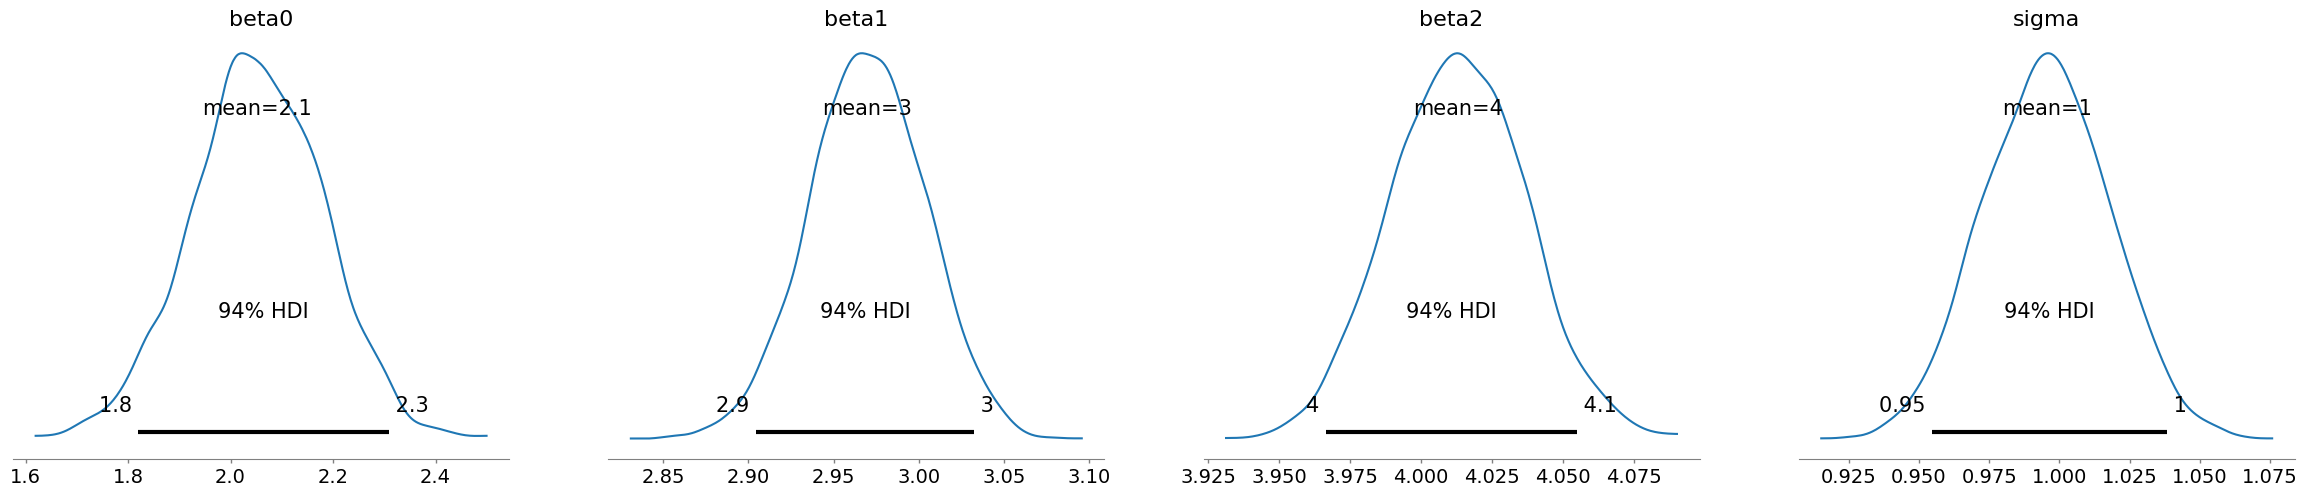 beta0
mean=2.1
94% HDI
1.8 2.3
1.6 1.8 2.0 2.2 2.4
beta1
mean=3
94% HDI
2.9 3
2.85 2.90 2.95 3.00 3.05 3.10
beta2
mean=4
94% HDI
4 4.1
3.925 3.950 3.975 4.000 4.025 4.050 4.075
sigma
mean=1
94% HDI
0.95 1
0.925 0.950 0.975 1.000 1.025 1.050 1.075